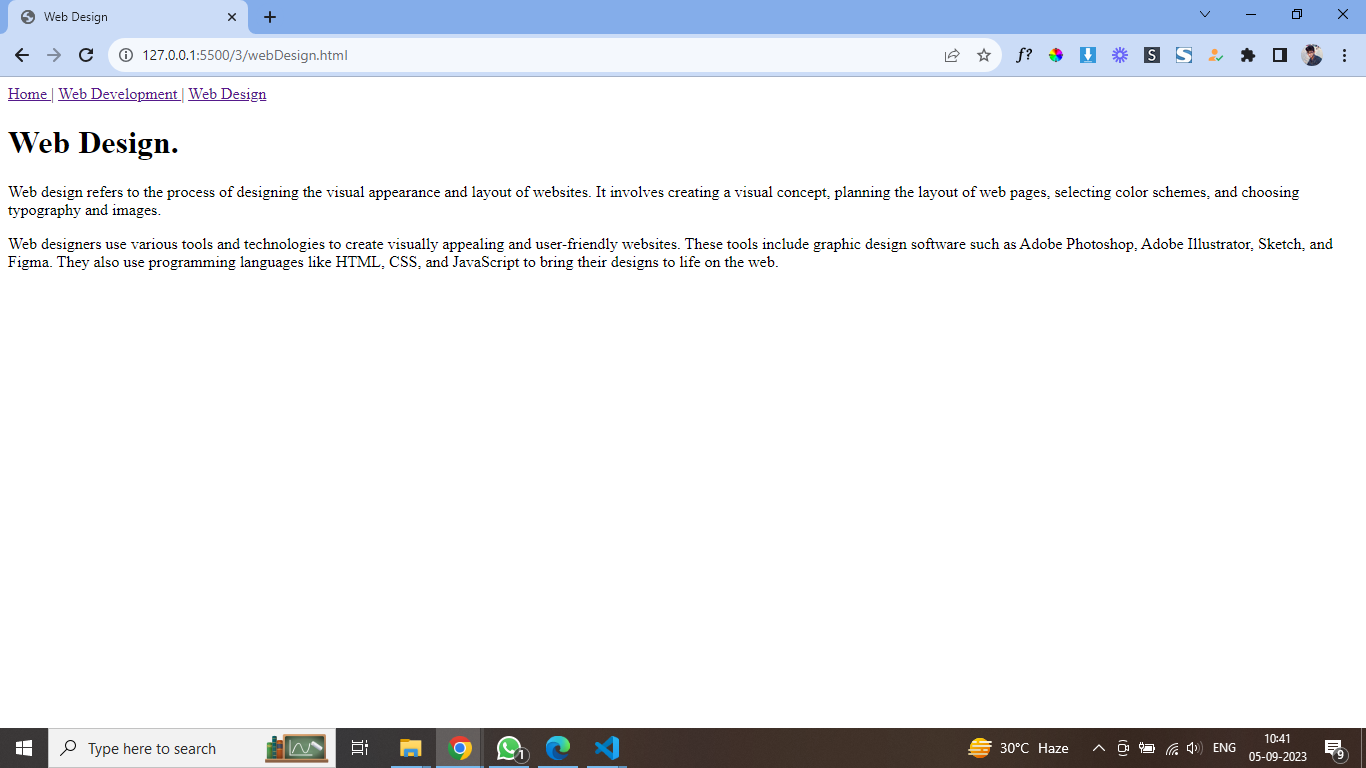 Web Design
127.0.0.1:5500/3/webDesign.html
f?
S
S
Home | Web Development | Web Design
Web Design.
Web design refers to the process of designing the visual appearance and layout of websites. It involves creating a visual concept, planning the layout of web pages, selecting color schemes, and choosing
typography and images.
Web designers use various tools and technologies to create visually appealing and user-friendly websites. These tools include graphic design software such as Adobe Photoshop, Adobe Illustrator, Sketch, and
Figma. They also use programming languages like HTML, CSS, and JavaScript to bring their designs to life on the web.
Type here to search
1
30°C Haze
ENG
10:41
05-09-2023
9